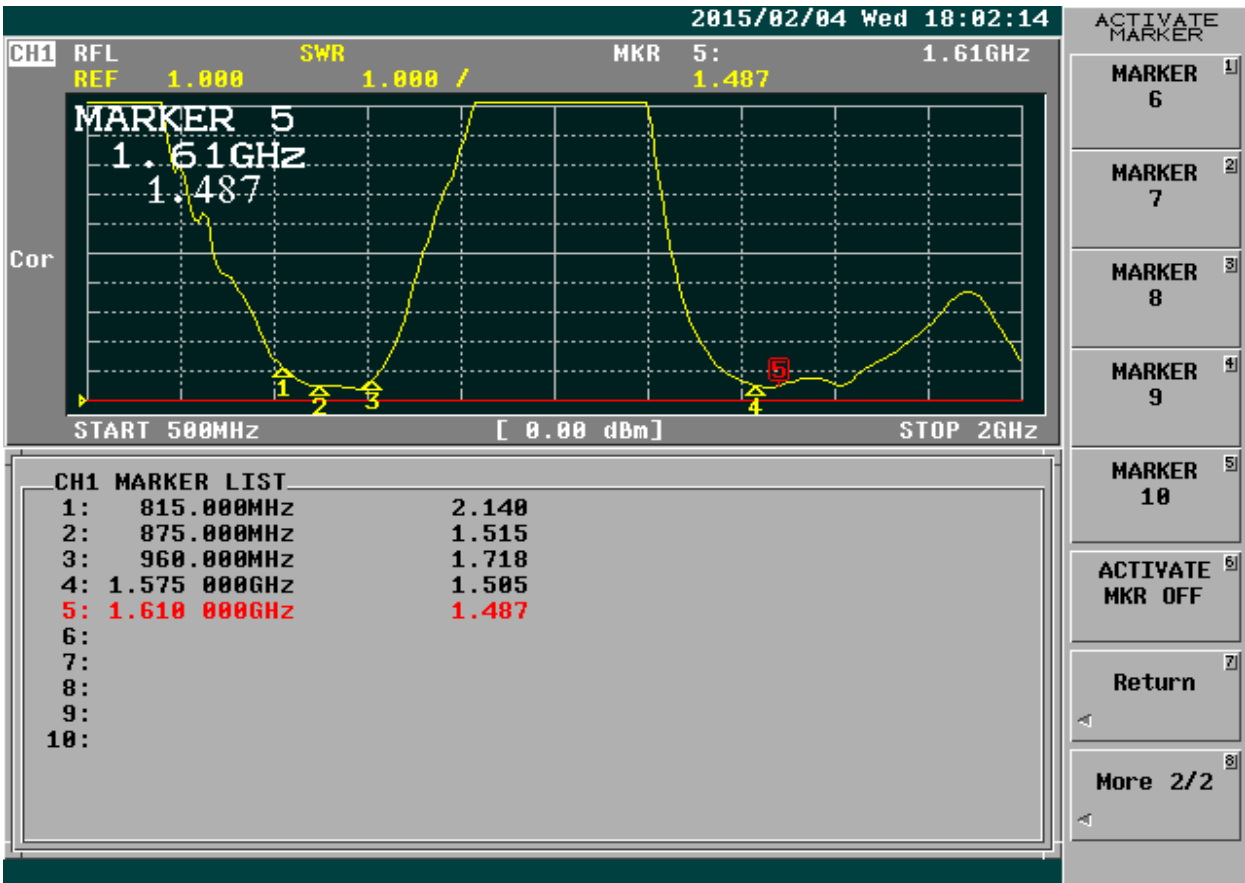 2015/02/04 Wed 18:02:14
CH1 RFL SWR MKR 5: 1.61GHz
REF 1.000 1.000 / 1.487
MARKER 5
1.61GHz
1.487
Cor
1
2
3
4
5
START 500MHz [ 0.00 dBm] STOP 2GHz
CH1 MARKER LIST
1: 815.000MHz 2.140
2: 875.000MHz 1.515
3: 960.000MHz 1.718
4: 1.575 000GHz 1.505
5: 1.610 000GHz 1.487
6:
7:
8:
9:
10:
ACTIVATE
MARKER
MARKER 1
6
MARKER 2
7
MARKER 3
8
MARKER 4
9
MARKER 5
10
ACTIVATE 6
MKR OFF
7
Return
8
More 2/2